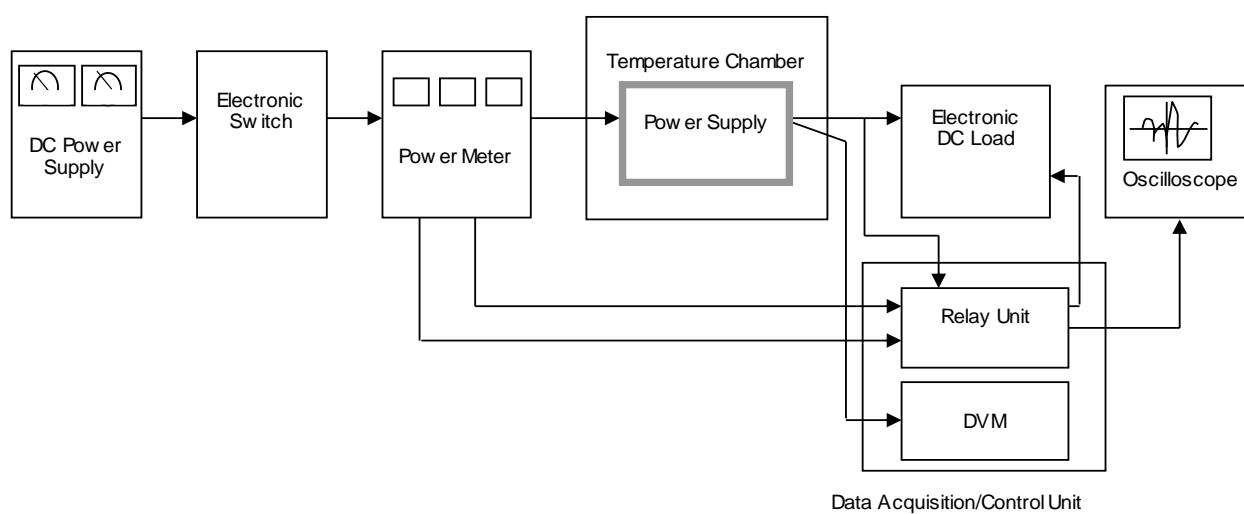 DC Power
Supply
Electronic
Switch
Power Meter
Temperature Chamber
Power Supply
Electronic
DC Load
Oscilloscope
Relay Unit
DVM
Data Acquisition/Control Unit